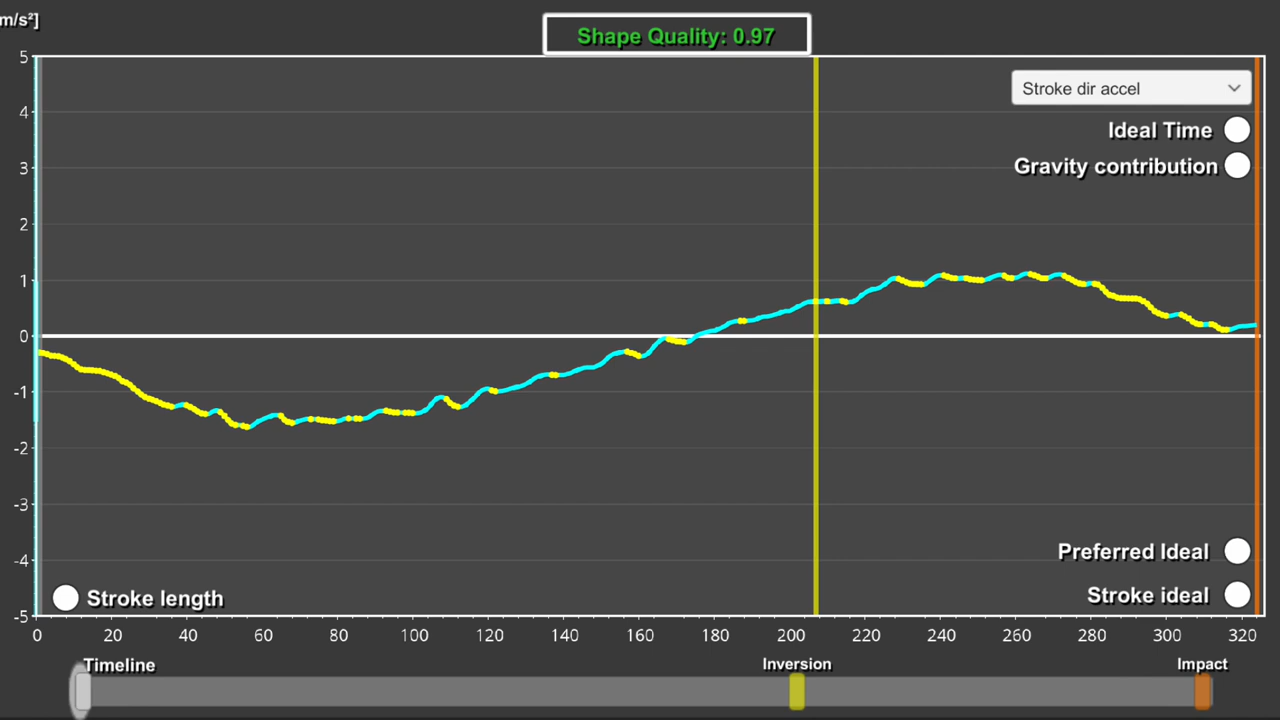 m/s²]
Shape Quality: 0.97
Stroke dir accel
Ideal Time
Gravity contribution
5
4
3
2
1
0
-1
-2
-3
-4
-5
Preferred Ideal
Stroke length
Stroke ideal
0 20 40 60 80 100 120 140 160 180 200 220 240 260 280 300 320
Timeline Inversion Impact